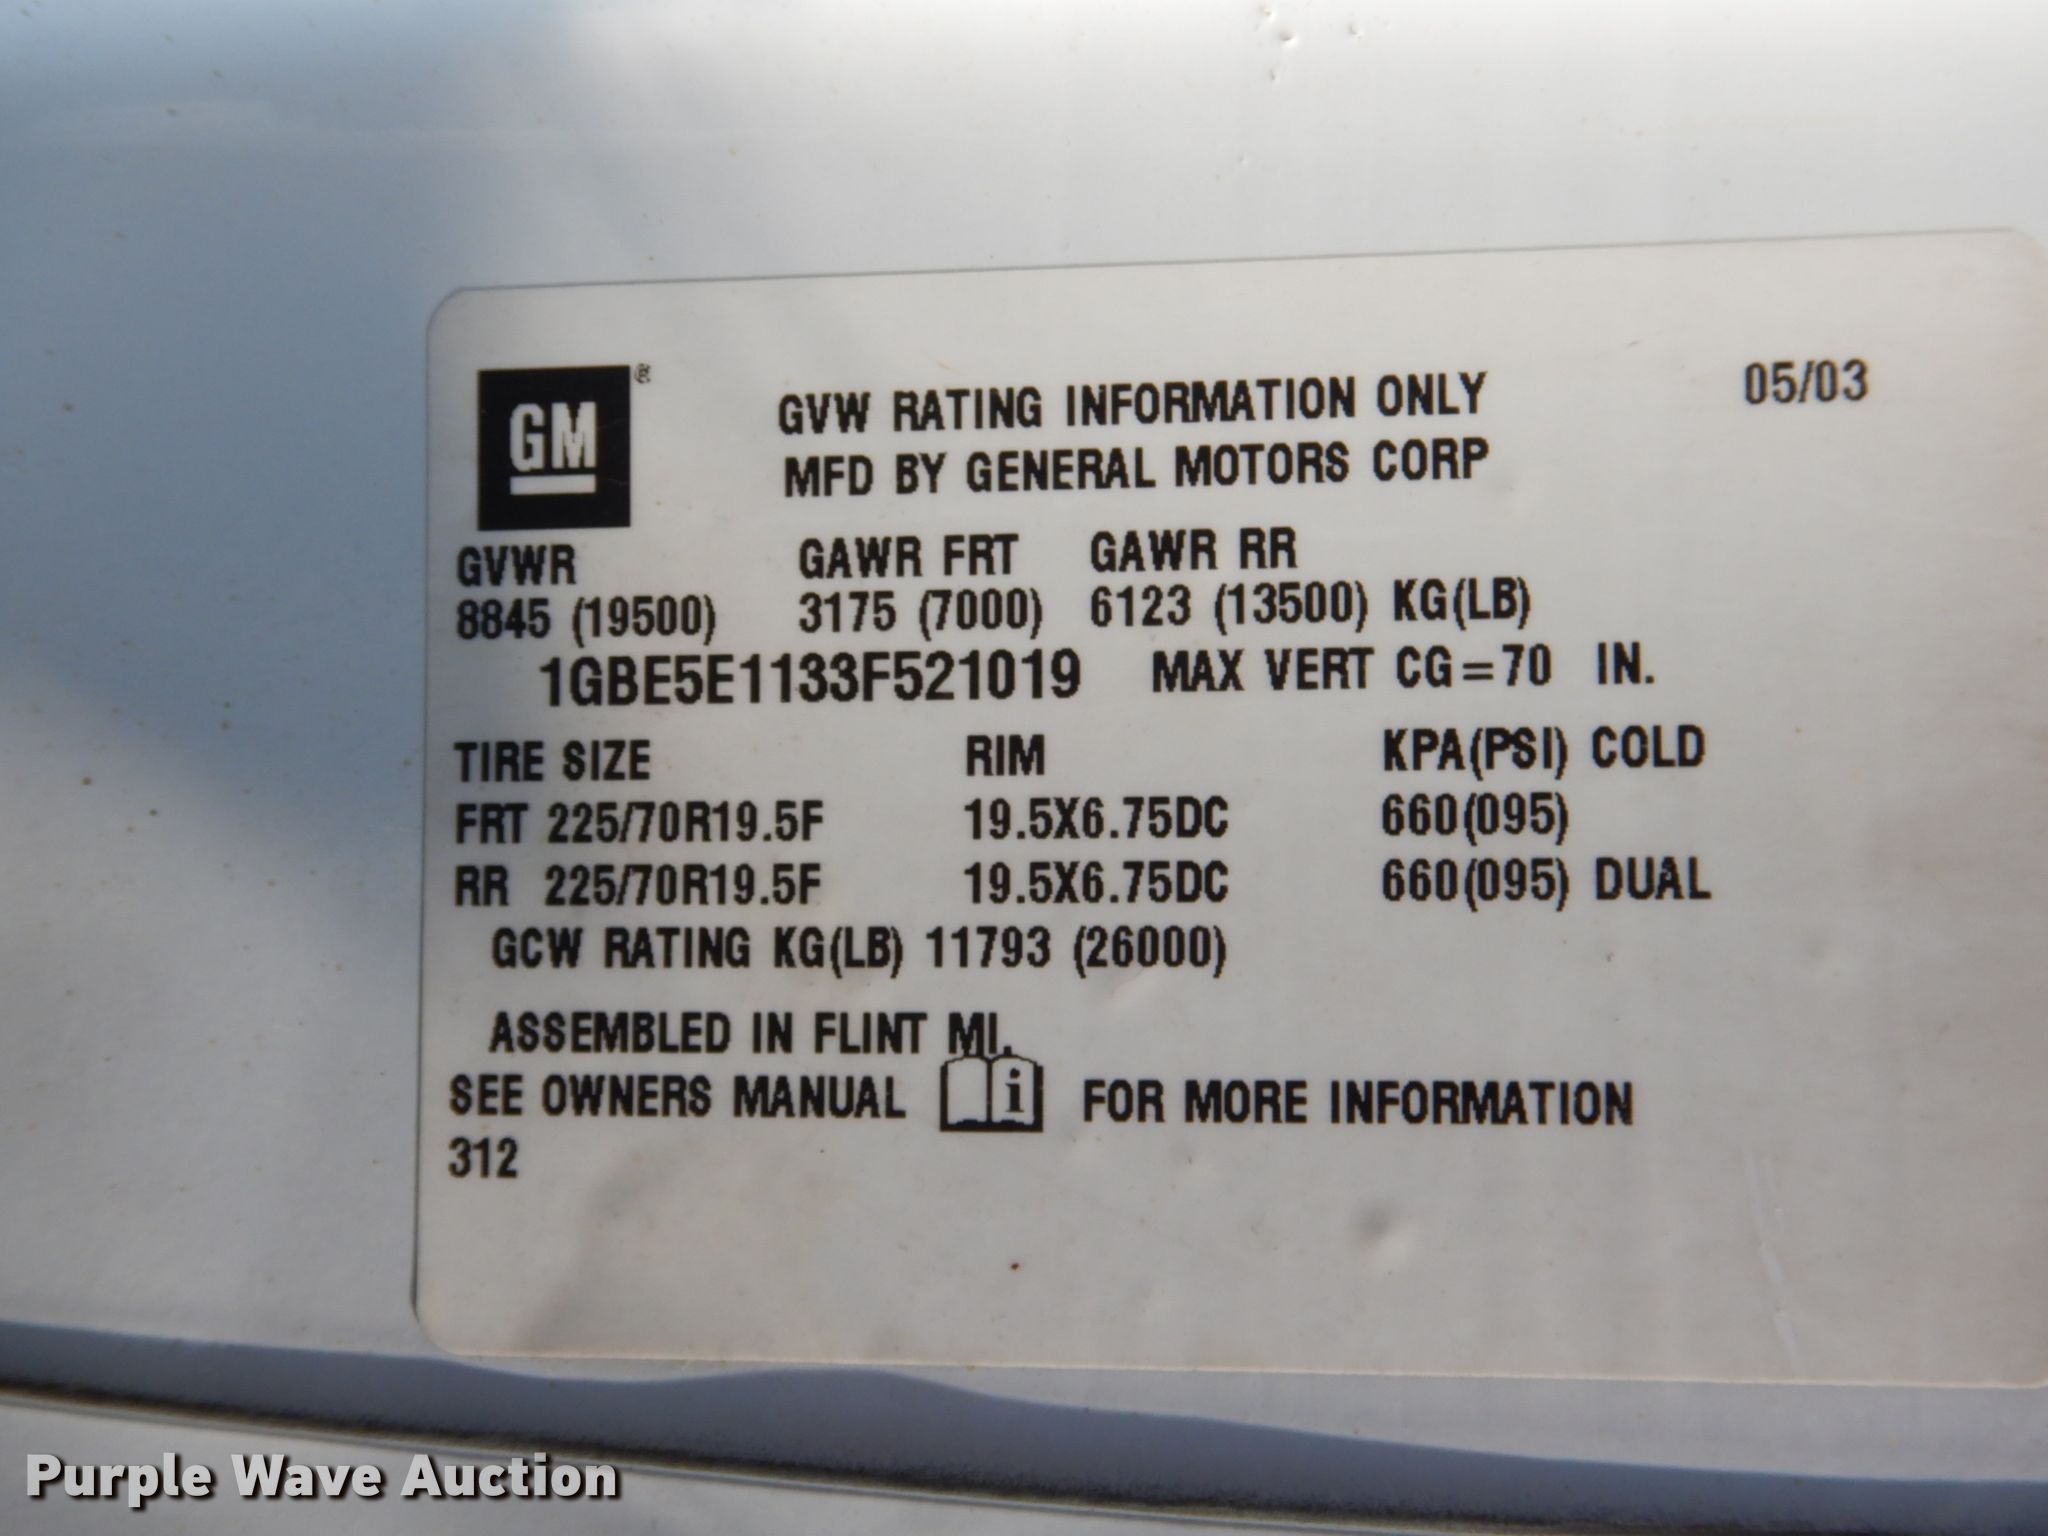 GM®
GVW RATING INFORMATION ONLY 05/03
MFD BY GENERAL MOTORS CORP
GVWR GAWR FRT GAWR RR
8845 (19500) 3175 (7000) 6123 (13500) KG(LB)
1GBE5E1133F521019 MAX VERT CG=70 IN.
TIRE SIZE RIM KPA(PSI) COLD
FRT 225/70R19.5F 19.5X6.75DC 660(095)
RR 225/70R19.5F 19.5X6.75DC 660(095) DUAL
GCW RATING KG(LB) 11793 (26000)
ASSEMBLED IN FLINT MI.
SEE OWNERS MANUAL i FOR MORE INFORMATION
312
Purple Wave Auction